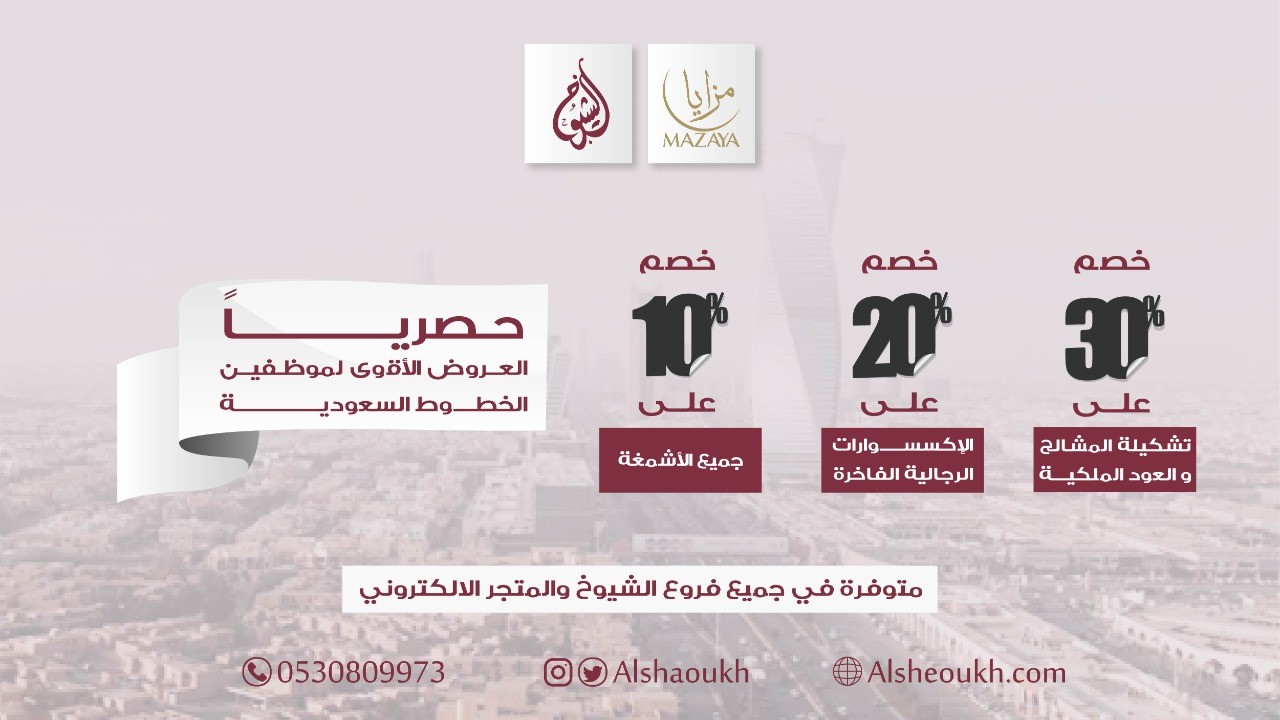 الشيوخ
مزايا
MAZAYA
حصرياً
العروض الأقوى لموظفين
الخطوط السعودية
خصم
30%
على
تشكيلة المشالح
و العود الملكية
خصم
20%
على
الإكسسوارات
الرجالية الفاخرة
خصم
10%
على
جميع الأشمغة
متوفرة في جميع فروع الشيوخ والمتجر الالكتروني
0530809973
Alshaoukh
Alsheoukh.com